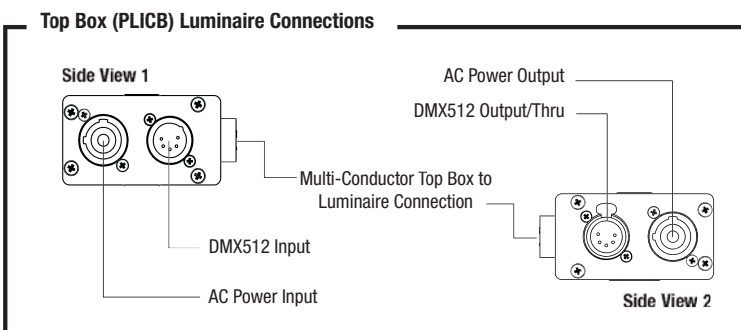 Top Box (PLICB) Luminaire Connections
Side View 1
AC Power Output
DMX512 Output/Thru
Multi-Conductor Top Box to
Luminaire Connection
DMX512 Input
AC Power Input
Side View 2